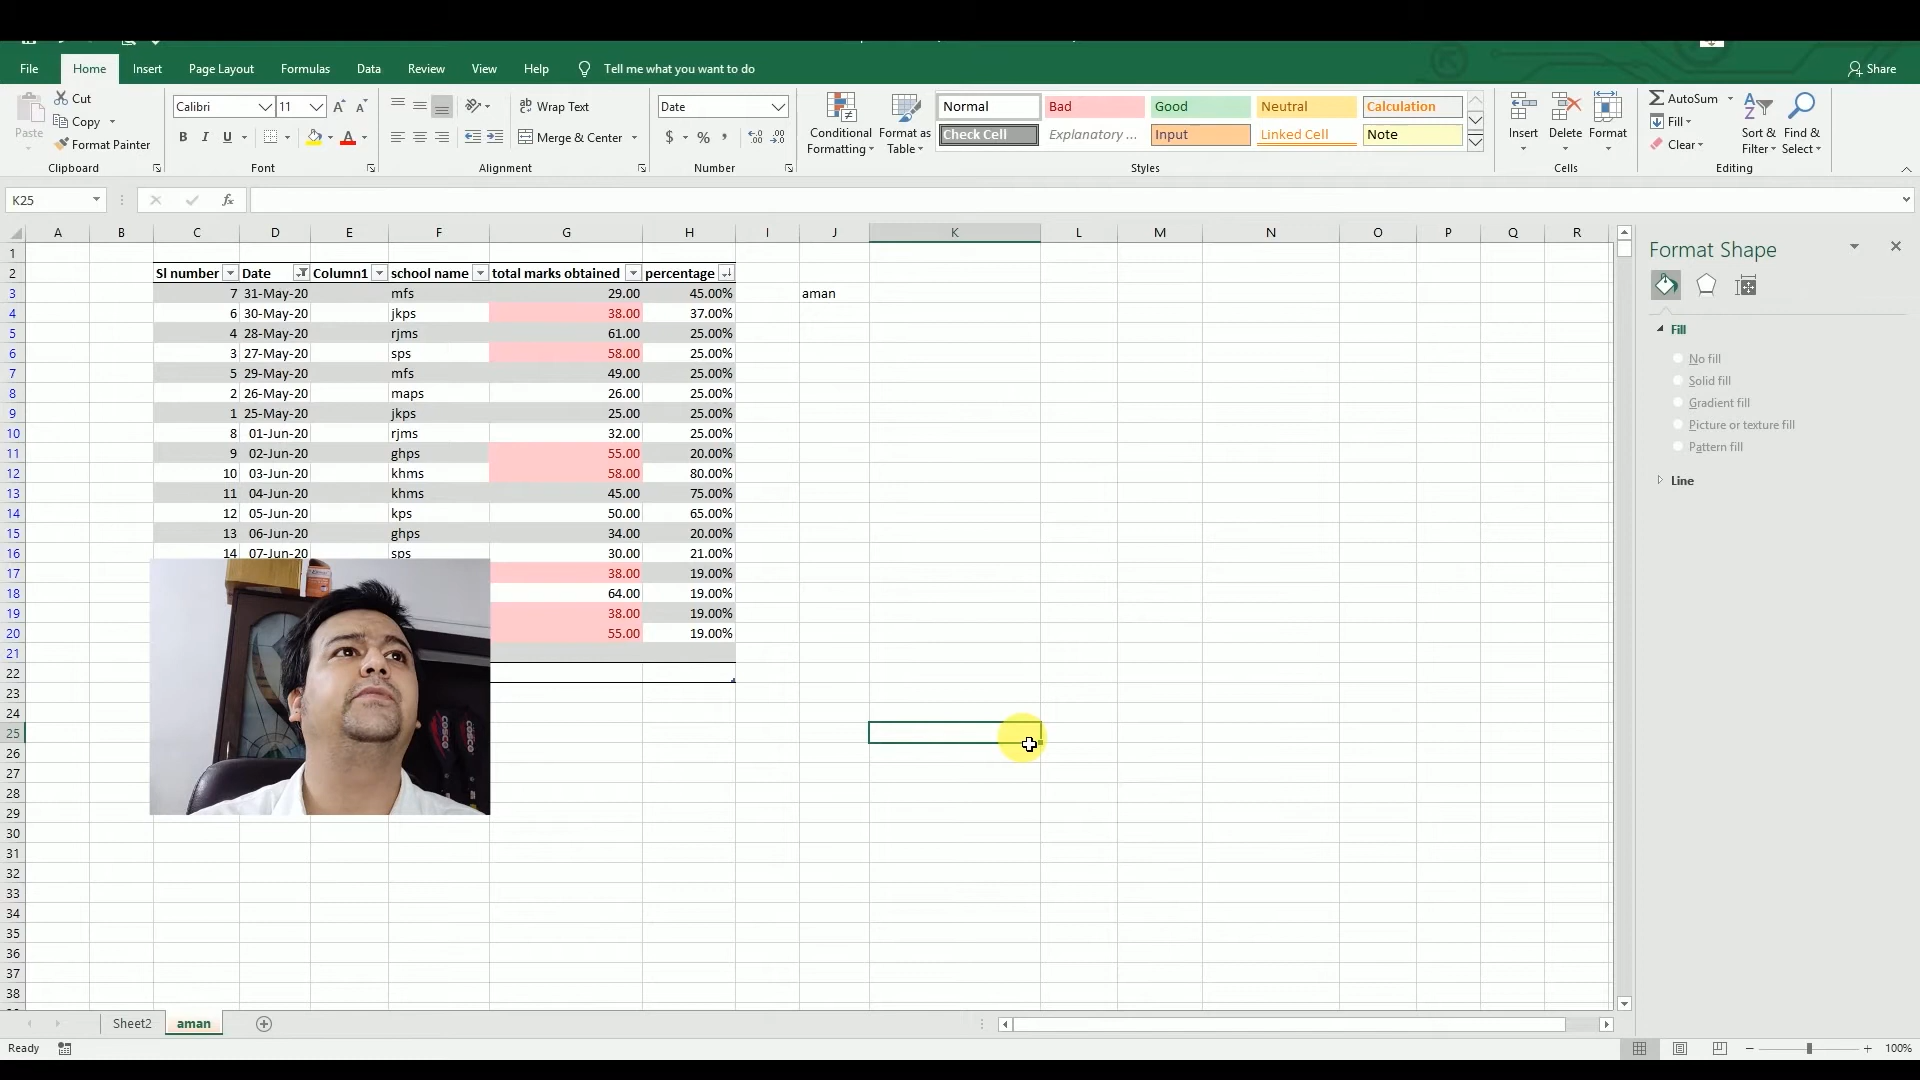 File Home Insert Page Layout Formulas Data Review View Help Tell me what you want to do Share
Paste Cut Copy Format Painter Clipboard
Calibri 11 A A B I U A Font
Wrap Text Merge & Center Alignment
Date $ % , Number
Conditional Formatting Format as Table
Normal Bad Good Neutral Calculation
Check Cell Explanatory ... Input Linked Cell Note
Styles
Insert Delete Format Cells
AutoSum Fill Clear Sort & Filter Find & Select Editing
K25 fx
A B C D E F G H I J K L M N O P Q R
1
2 Sl number Date Column1 school name total marks obtained percentage
3 7 31-May-20 mfs 29.00 45.00% aman
4 6 30-May-20 jkps 38.00 37.00%
5 4 28-May-20 rjms 61.00 25.00%
6 3 27-May-20 sps 58.00 25.00%
7 5 29-May-20 mfs 49.00 25.00%
8 2 26-May-20 maps 26.00 25.00%
9 1 25-May-20 jkps 25.00 25.00%
10 8 01-Jun-20 rjms 32.00 25.00%
11 9 02-Jun-20 ghps 55.00 20.00%
12 10 03-Jun-20 khms 58.00 80.00%
13 11 04-Jun-20 khms 45.00 75.00%
14 12 05-Jun-20 kps 50.00 65.00%
15 13 06-Jun-20 ghps 34.00 20.00%
16 14 07-Jun-20 sps 30.00 21.00%
17 38.00 19.00%
18 64.00 19.00%
19 38.00 19.00%
20 55.00 19.00%
21
22
23
24
25
26
27
28
29
30
31
32
33
34
35
36
37
38
COSCO COSCO
Format Shape
Fill
No fill
Solid fill
Gradient fill
Picture or texture fill
Pattern fill
Line
Sheet2 aman
Ready 100%